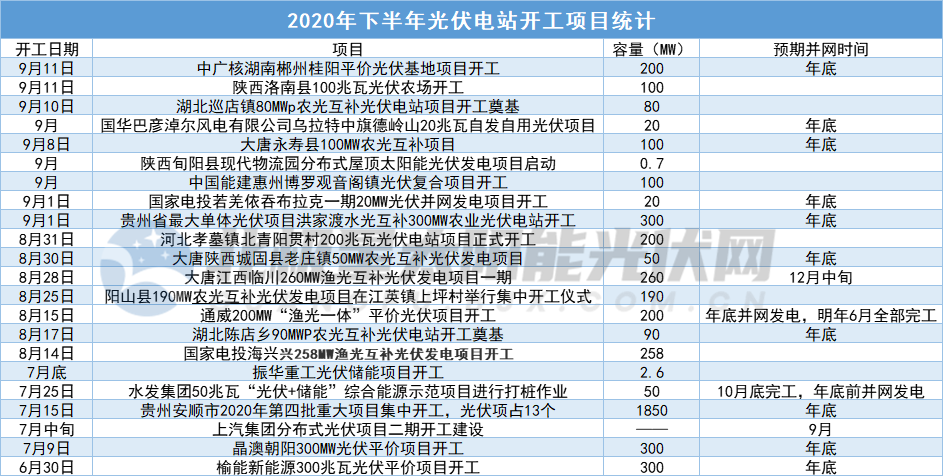 2020年下半年光伏电站开工项目统计
开工日期 项目 容量（MW） 预期并网时间
9月11日 中广核湖南郴州桂阳平价光伏基地项目开工 200 年底
9月11日 陕西洛南县100兆瓦光伏农场开工 100
9月10日 湖北巡店镇80MWp农光互补光伏电站项目开工奠基 80
9月 国华巴彦淖尔风电有限公司乌拉特中旗德岭山20兆瓦自发自用光伏项目 20 年底
9月8日 大唐永寿县100MW农光互补项目 100 年底
9月 陕西旬阳县现代物流园分布式屋顶太阳能光伏发电项目启动 0.7
9月 中国能建惠州博罗观音阁镇光伏复合项目开工 100
9月1日 国家电投若羌依吞布拉克一期20MW光伏并网发电项目开工 20 年底
9月1日 贵州省最大单体光伏项目洪家渡水光互补300MW农业光伏电站开工 300 年底
8月31日 河北孝墓镇北青阳贯村200兆瓦光伏电站项目正式开工 200
8月30日 大唐陕西城固县老庄镇50MW农光互补光伏发电项目 50 年底
8月28日 大唐江西临川260MW渔光互补光伏发电项目一期 260 12月中旬
8月25日 阳山县190MW农光互补光伏发电项目在江英镇上坪村举行集中开工仪式 190
8月15日 通威200MW“渔光一体”平价光伏项目开工 200 年底并网发电，明年6月全部完工
8月17日 湖北陈店乡90MWP农光互补光伏电站开工奠基 90 年底
8月14日 国家电投海兴兴258MW渔光互补光伏发电项目开工 258
7月底 振华重工光伏储能项目开工 2.6
7月25日 水发集团50兆瓦“光伏+储能”综合能源示范项目进行打桩作业 50 10月底完工，年底前并网发电
7月15日 贵州安顺市2020年第四批重大项目集中开工，光伏项占13个 1850 年底
7月中旬 上汽集团分布式光伏项目二期开工建设 —— 9月
7月9日 晶澳朝阳300MW光伏平价项目开工 300 年底
6月30日 榆能新能源300兆瓦光伏平价项目开工 300 年底